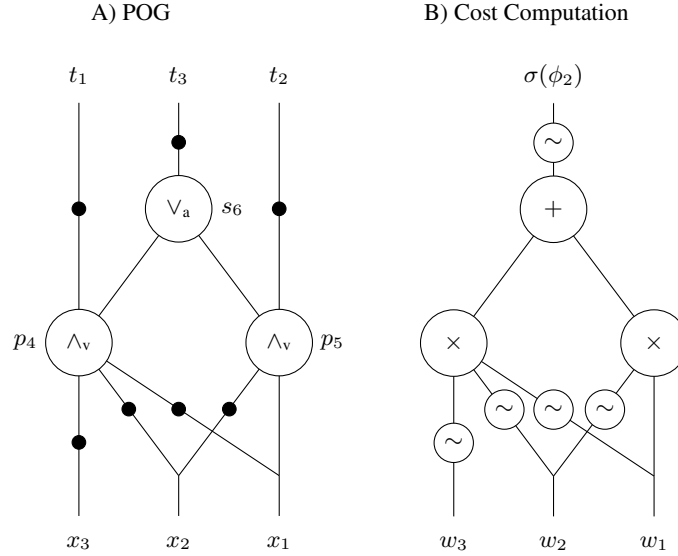 A) POG B) Cost Computation
t₁ t₃ t₂ σ(ϕ₂)
∼
∨ₐ s₆ +
p₄ ∧ᵥ ∧ᵥ p₅ × ×
∼ ∼ ∼
∼
x₃ x₂ x₁ w₃ w₂ w₁